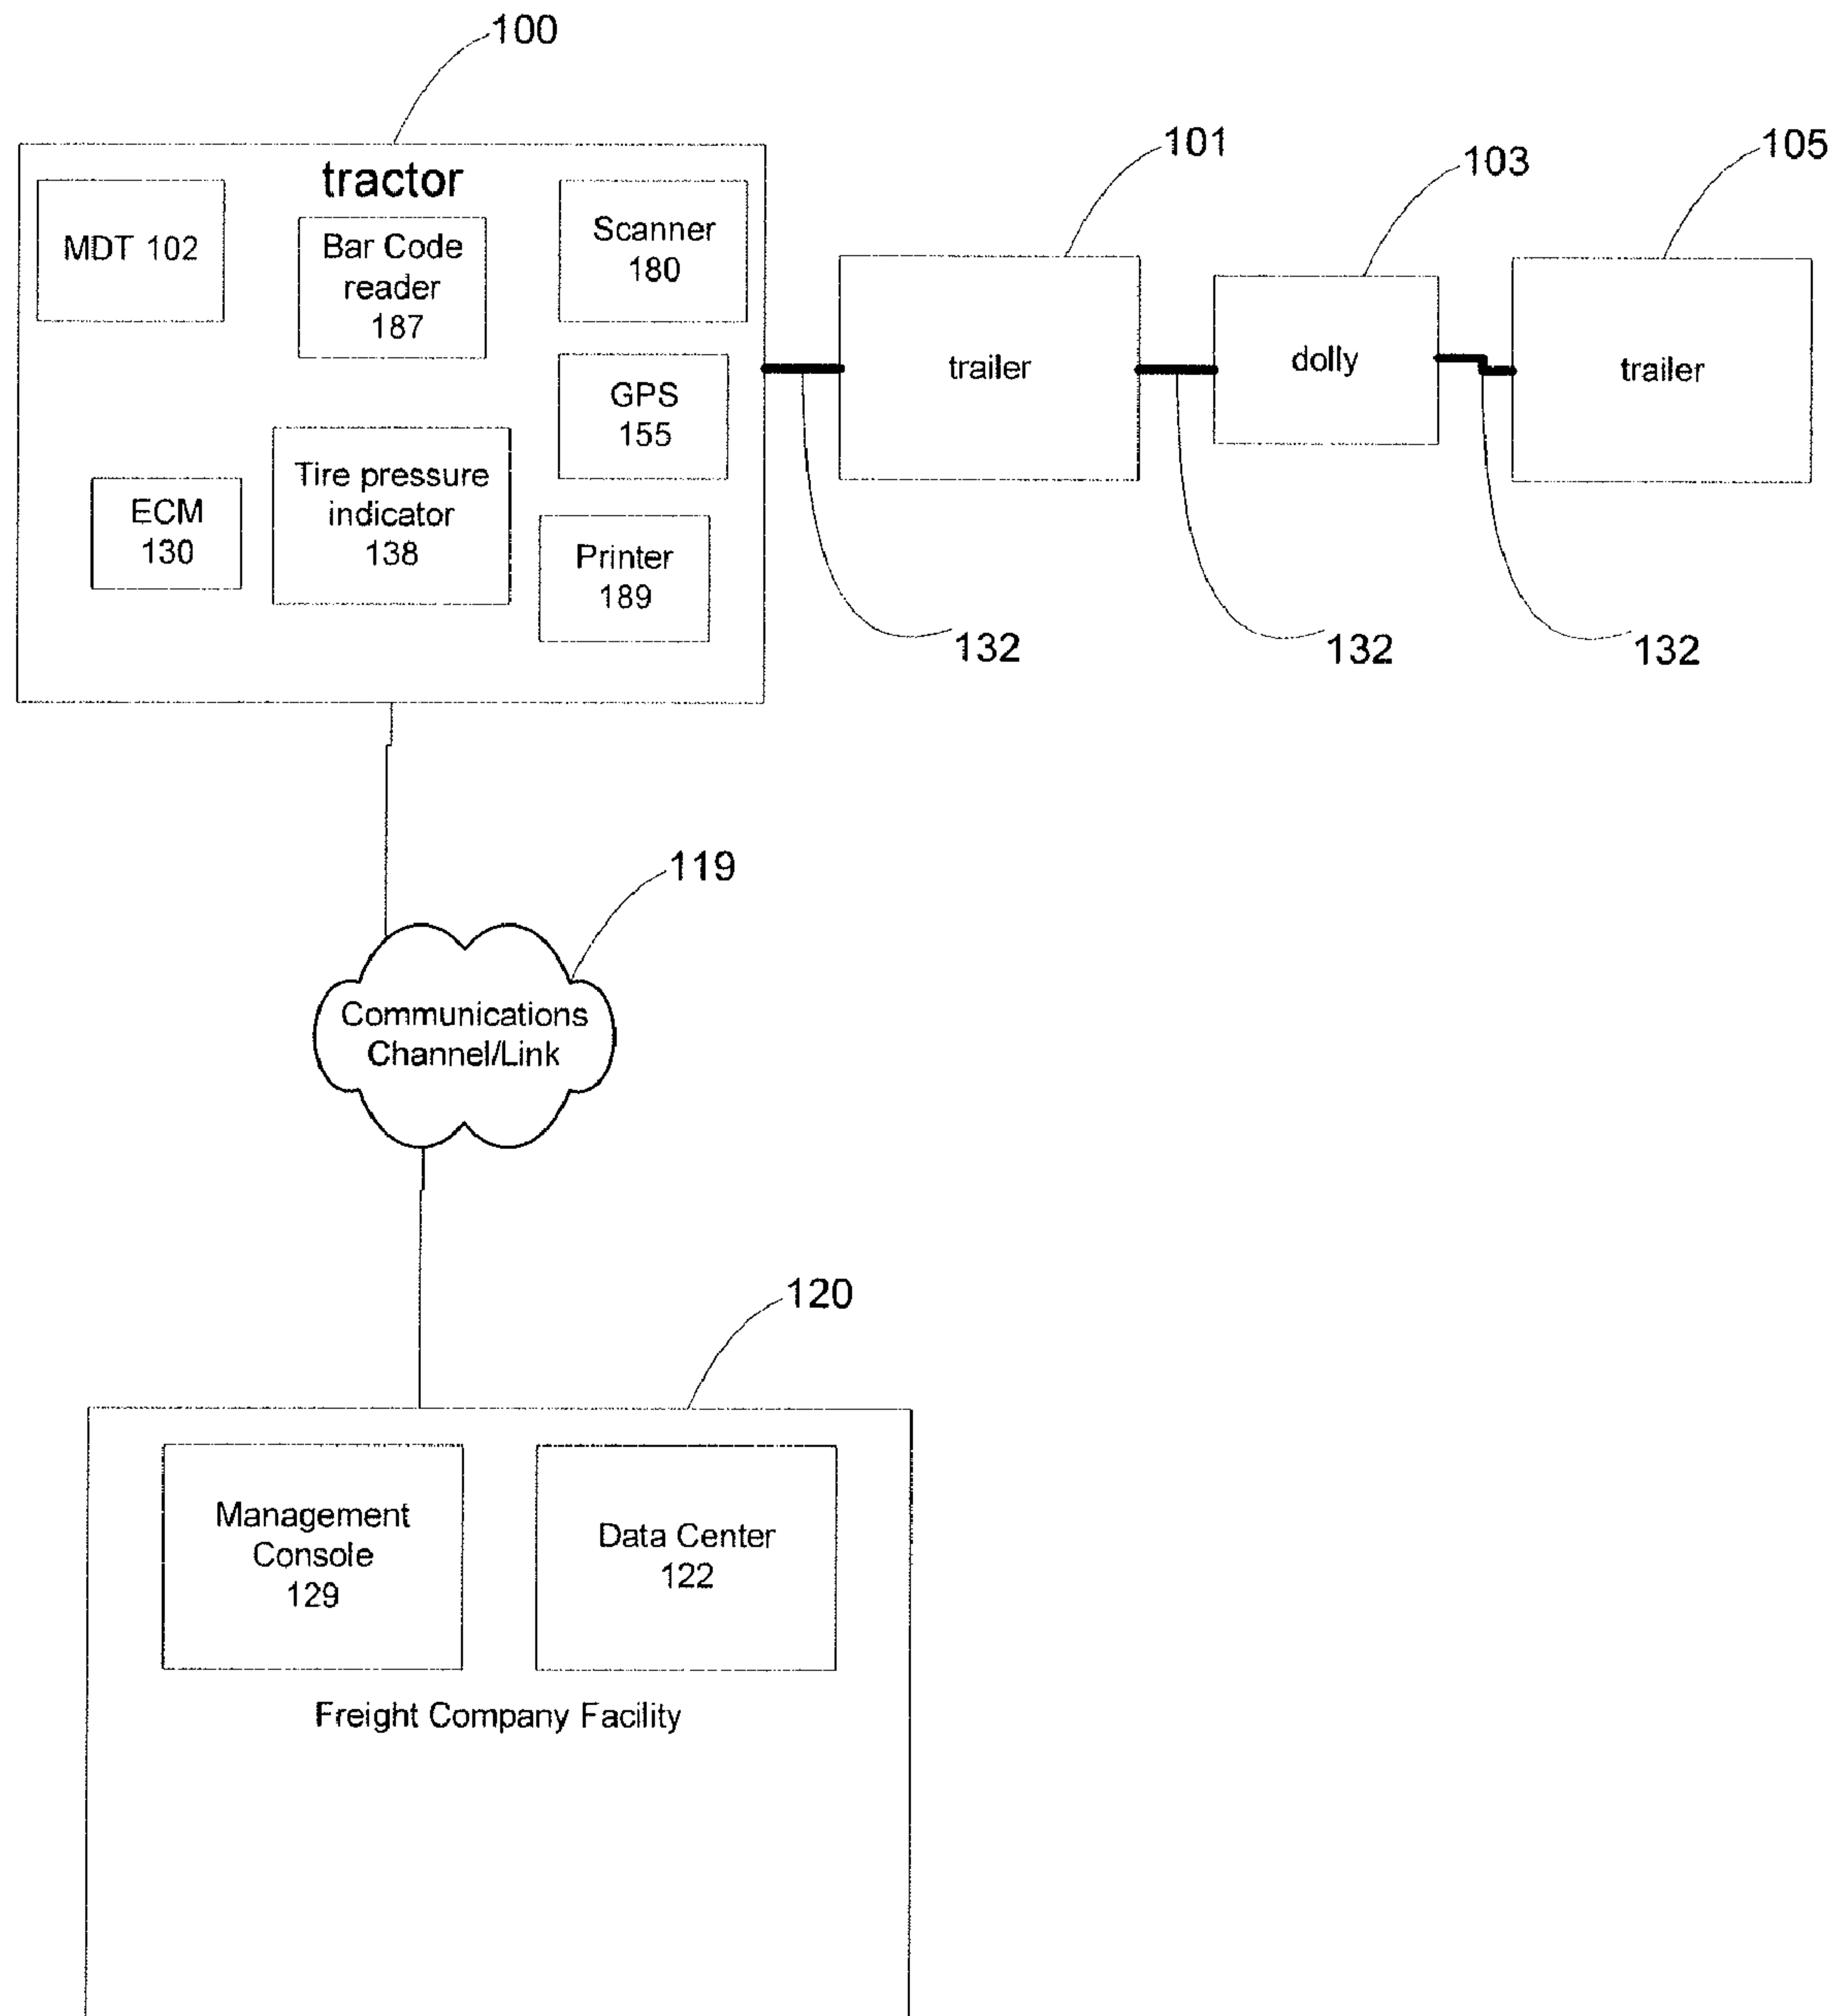 100
tractor
MDT 102
Bar Code
reader
187
Scanner
180
GPS
155
ECM
130
Tire pressure
indicator
138
Printer
189
101
trailer
103
dolly
105
trailer
132
132
132
119
Communications
Channel/Link
120
Management
Console
129
Data Center
122
Freight Company Facility